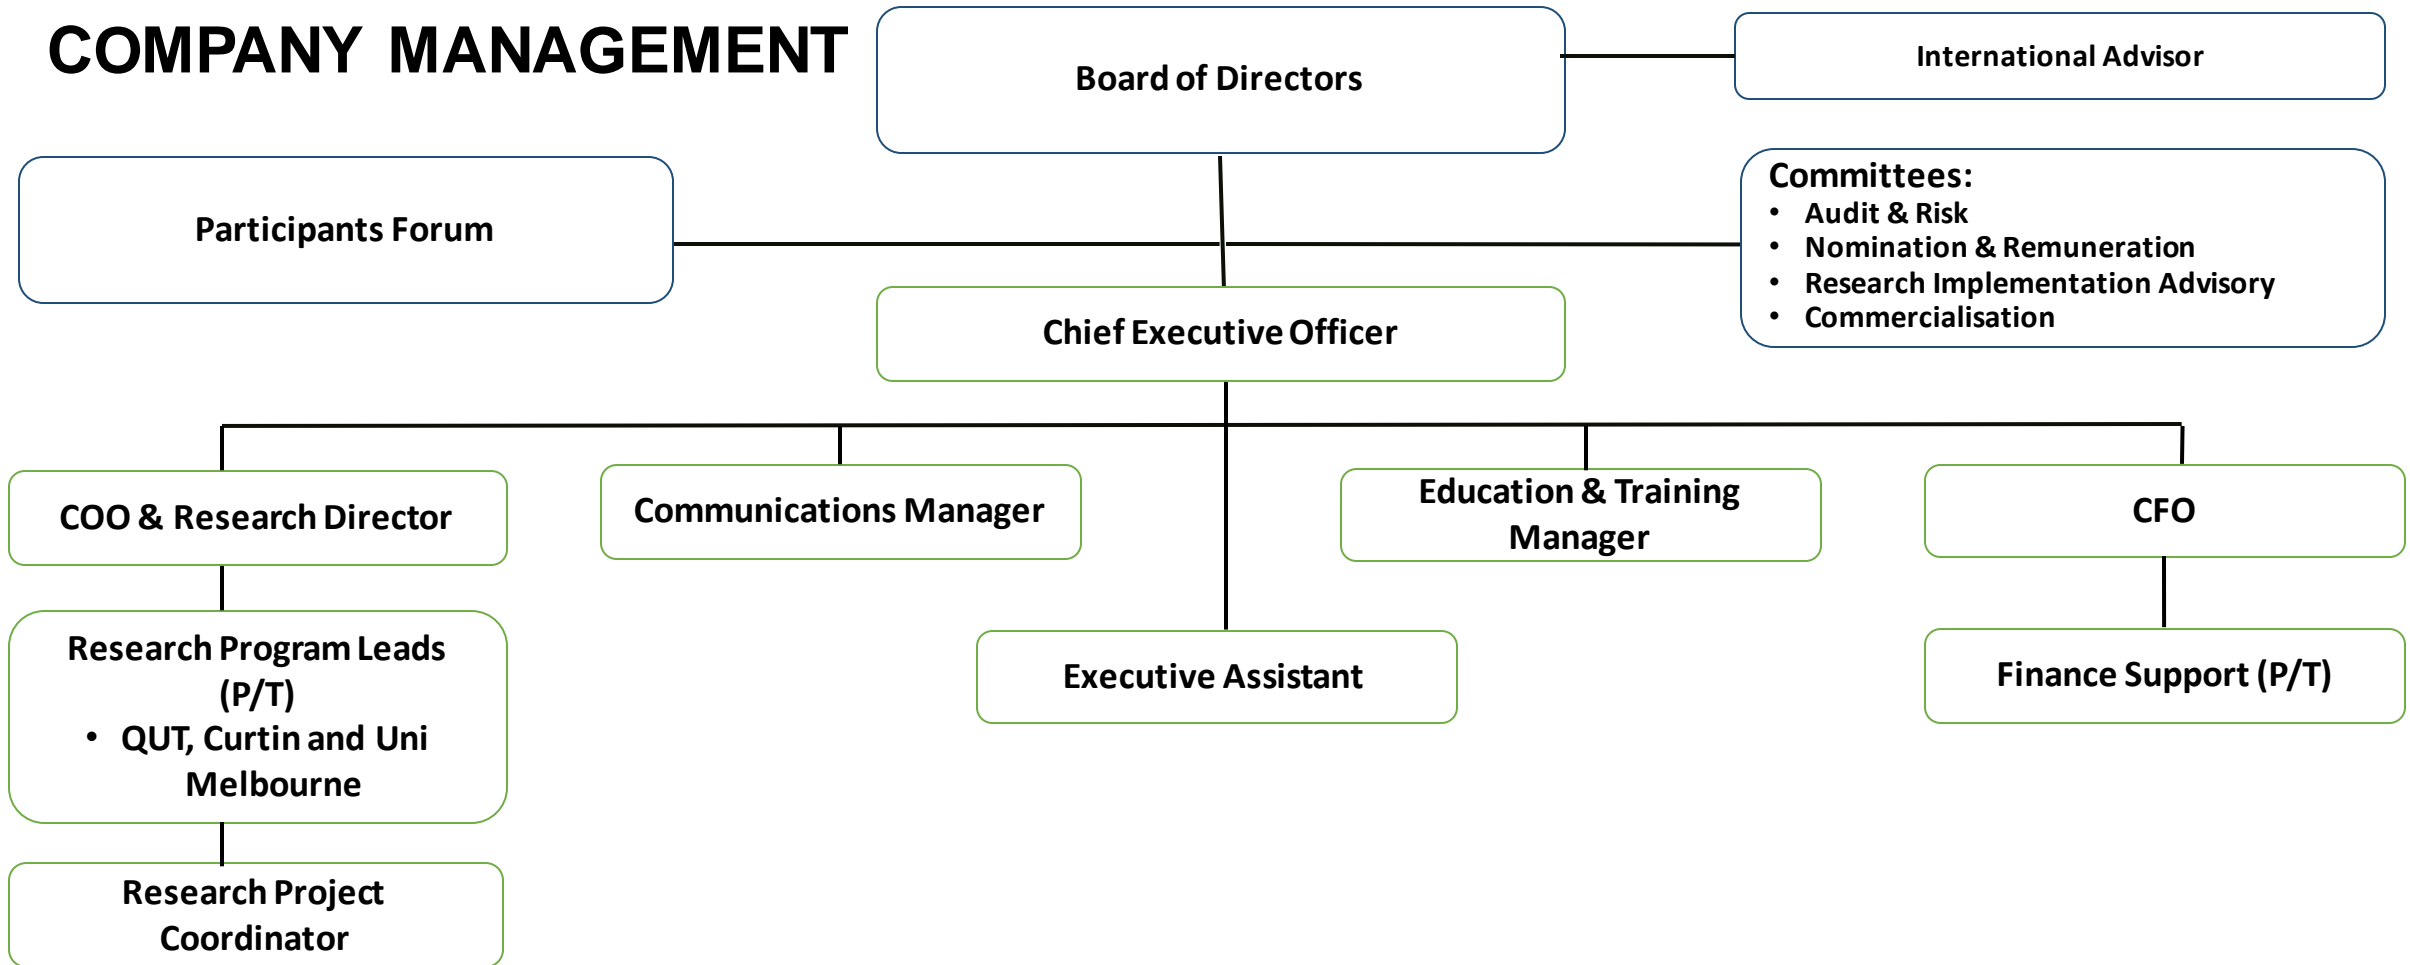 COMPANY MANAGEMENT
Board of Directors
International Advisor
Participants Forum
Committees:
• Audit & Risk
• Nomination & Remuneration
• Research Implementation Advisory
• Commercialisation
Chief Executive Officer
COO & Research Director
Communications Manager
Education & Training
Manager
CFO
Research Program Leads
(P/T)
• QUT, Curtin and Uni
Melbourne
Executive Assistant
Finance Support (P/T)
Research Project
Coordinator